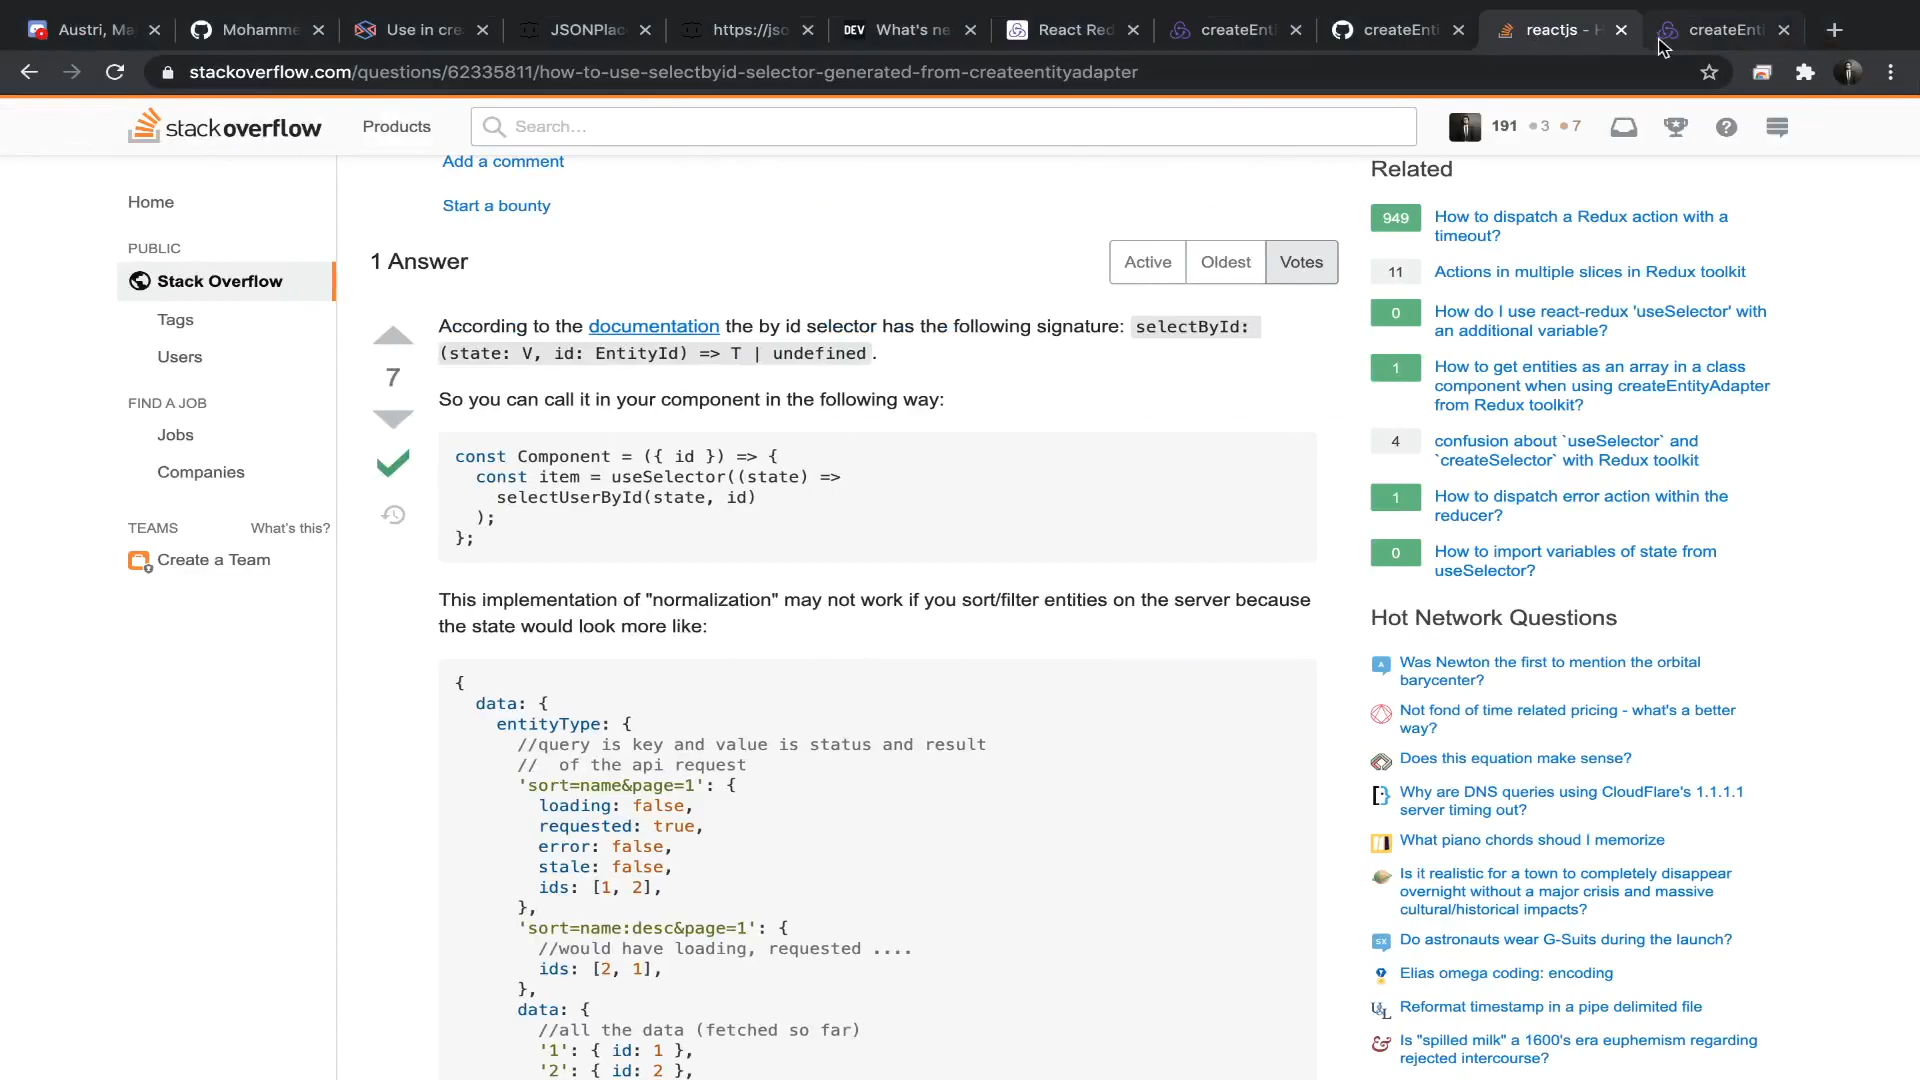 Austri, Ma
Mohamme
Use in cre
JSONPlac
https://jso
DEV What's ne
React Red
createEnti
createEnti
reactjs - H
createEnti
stackoverflow.com/questions/62335811/how-to-use-selectbyid-selector-generated-from-createentityadapter
stackoverflow
Products
Search…
191 3 7
Home
PUBLIC
Stack Overflow
Tags
Users
FIND A JOB
Jobs
Companies
TEAMS What's this?
Create a Team
Add a comment
Start a bounty
1 Answer
Active Oldest Votes
7
According to the documentation the by id selector has the following signature: selectById:
(state: V, id: EntityId) => T | undefined.
So you can call it in your component in the following way:
const Component = ({ id }) => {
const item = useSelector((state) =>
selectUserById(state, id)
);
};
This implementation of "normalization" may not work if you sort/filter entities on the server because
the state would look more like:
{
data: {
entityType: {
//query is key and value is status and result
// of the api request
'sort=name&page=1': {
loading: false,
requested: true,
error: false,
stale: false,
ids: [1, 2],
},
'sort=name:desc&page=1': {
//would have loading, requested ....
ids: [2, 1],
},
data: {
//all the data (fetched so far)
'1': { id: 1 },
'2': { id: 2 },
Related
949 How to dispatch a Redux action with a
timeout?
11 Actions in multiple slices in Redux toolkit
0 How do I use react-redux 'useSelector' with
an additional variable?
1 How to get entities as an array in a class
component when using createEntityAdapter
from Redux toolkit?
4 confusion about `useSelector` and
`createSelector` with Redux toolkit
1 How to dispatch error action within the
reducer?
0 How to import variables of state from
useSelector?
Hot Network Questions
Was Newton the first to mention the orbital
barycenter?
Not fond of time related pricing - what's a better
way?
Does this equation make sense?
Why are DNS queries using CloudFlare's 1.1.1.1
server timing out?
What piano chords shoud I memorize
Is it realistic for a town to completely disappear
overnight without a major crisis and massive
cultural/historical impacts?
Do astronauts wear G-Suits during the launch?
Elias omega coding: encoding
Reformat timestamp in a pipe delimited file
Is "spilled milk" a 1600's era euphemism regarding
rejected intercourse?